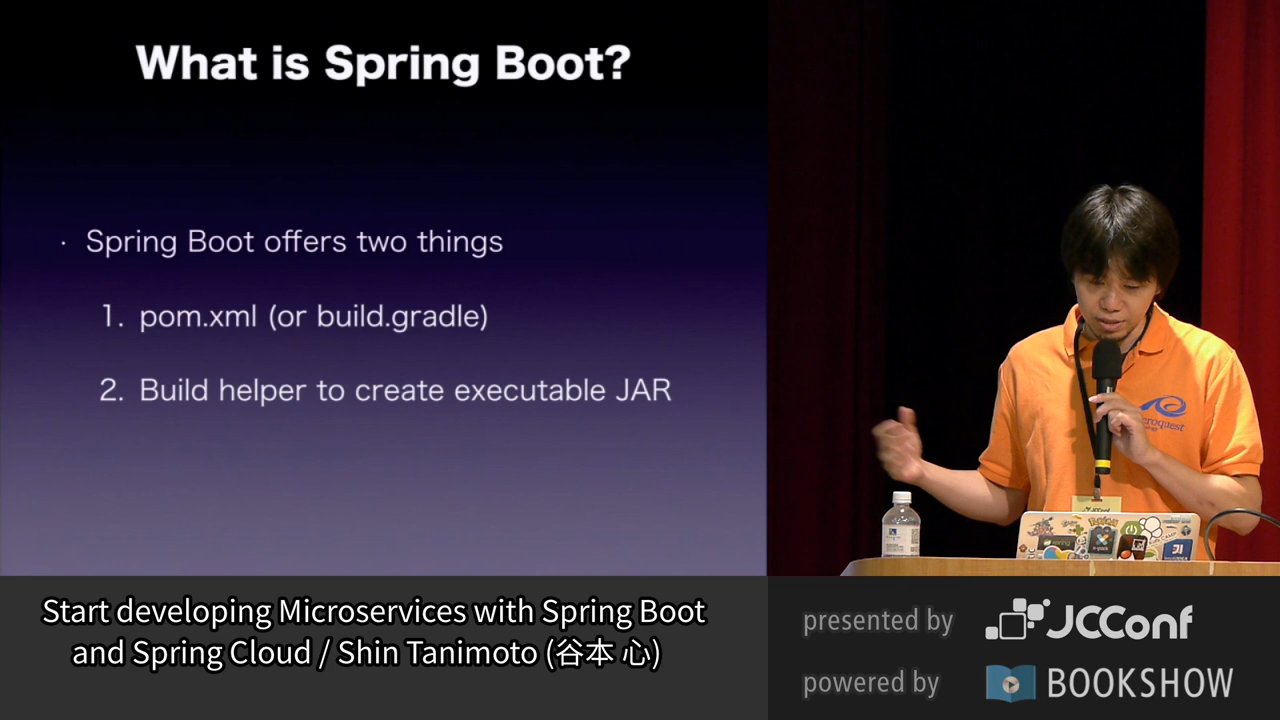 What is Spring Boot?
· Spring Boot offers two things
1. pom.xml (or build.gradle)
2. Build helper to create executable JAR
croquest
JCConf
Start developing Microservices with Spring Boot
and Spring Cloud / Shin Tanimoto (谷本 心)
presented by JCConf
powered by BOOKSHOW